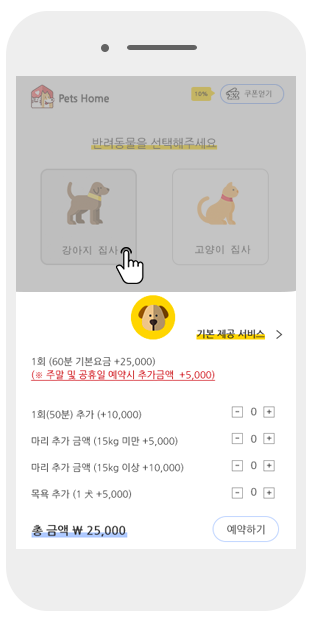 Pets Home
10%
쿠폰받기
반려동물을 선택해주세요
강아지 집사
고양이 집사
기본 제공 서비스
1회 (60분 기본요금 +25,000)
(※ 주말 및 공휴일 예약시 추가금액 +5,000)
1회(50분) 추가 (+10,000)
- 0 +
마리 추가 금액 (15kg 미만 +5,000)
- 0 +
마리 추가 금액 (15kg 이상 +10,000)
- 0 +
목욕 추가 (1 犬 +5,000)
- 0 +
총 금액 ₩ 25,000
예약하기